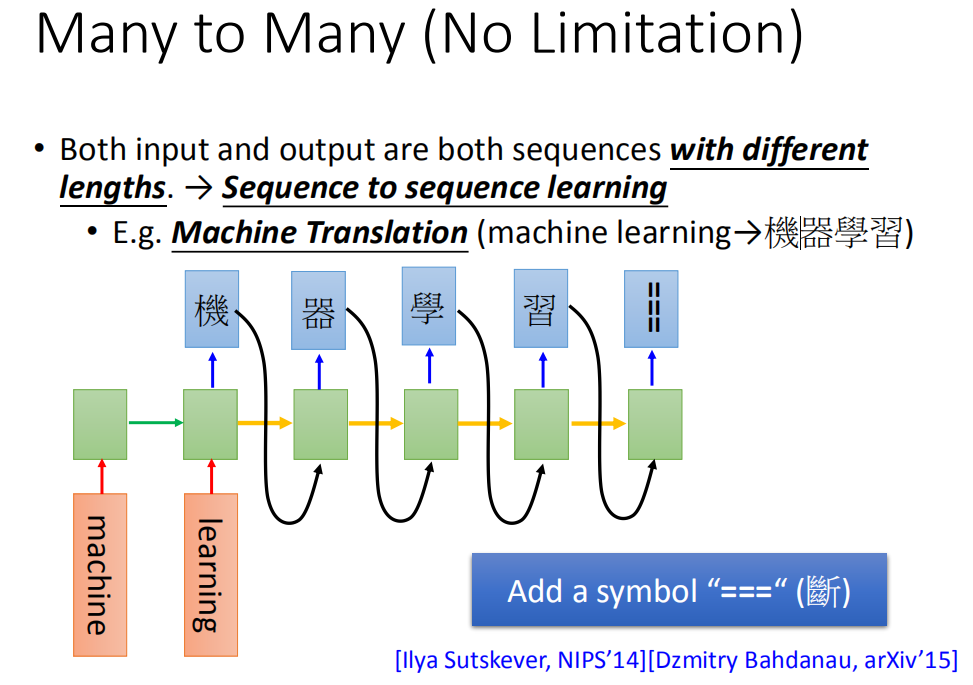 Many to Many (No Limitation)
• Both input and output are both sequences with different
lengths. → Sequence to sequence learning
• E.g. Machine Translation (machine learning→機器學習)
機 器 學 習 ===
machine learning
Add a symbol “===“ (斷)
[Ilya Sutskever, NIPS’14][Dzmitry Bahdanau, arXiv’15]